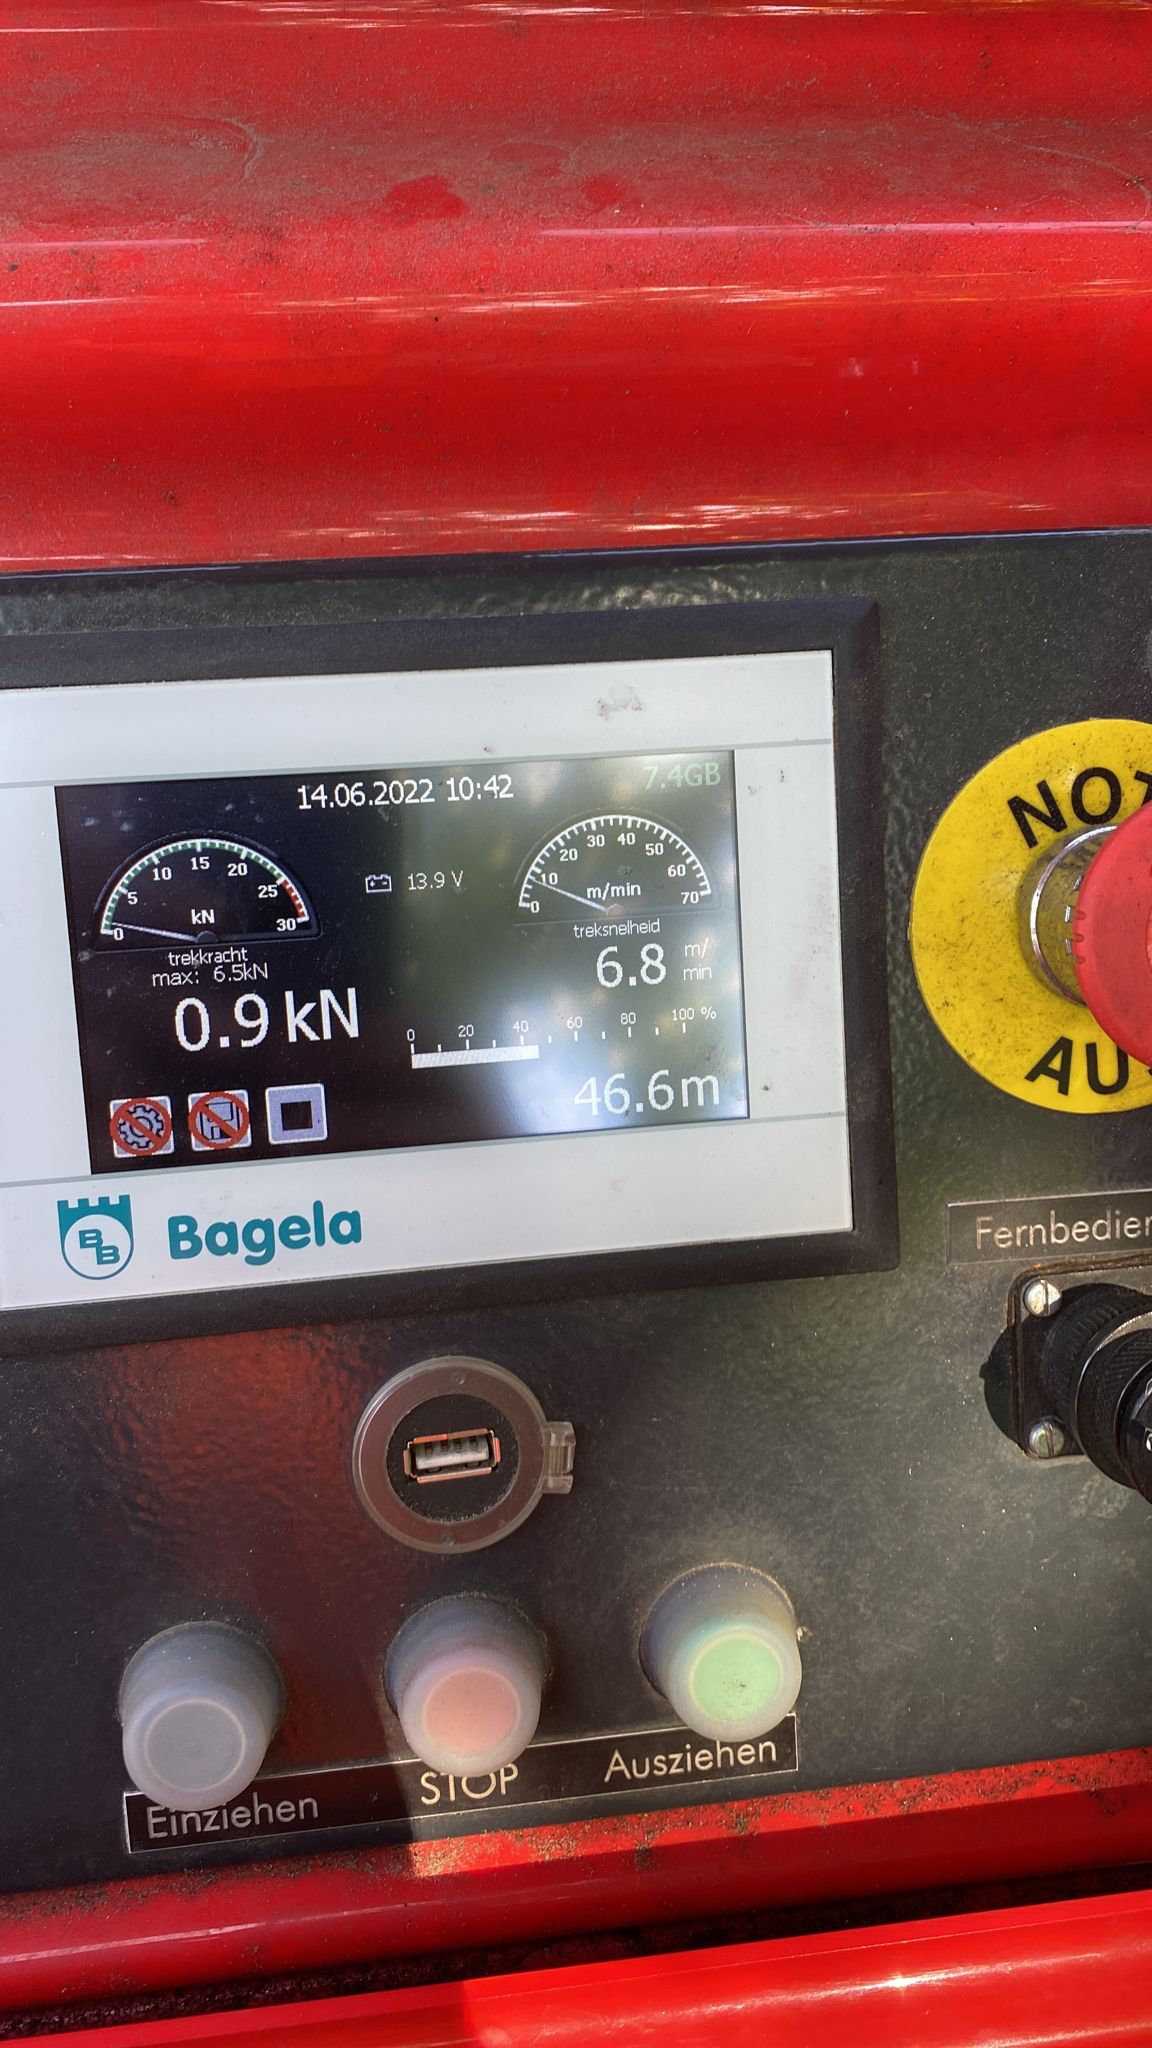 14.06.2022 10:42
7.4GB
0 5 10 15 20 25 30
kN
trekkracht
max: 6.5kN
0.9 kN
13.9 V
0 10 20 30 40 50 60 70
m/min
treksnelheid
6.8 m/
min
0 20 40 60 80 100 %
46.6m
BB Bagela
NOT
AU
Fernbedien
Einziehen
STOP
Ausziehen